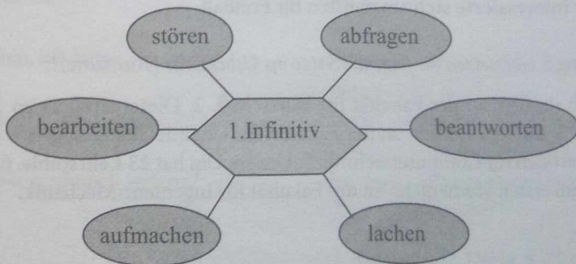 stören
abfragen
bearbeiten
1.Infinitiv
beantworten
aufmachen
lachen